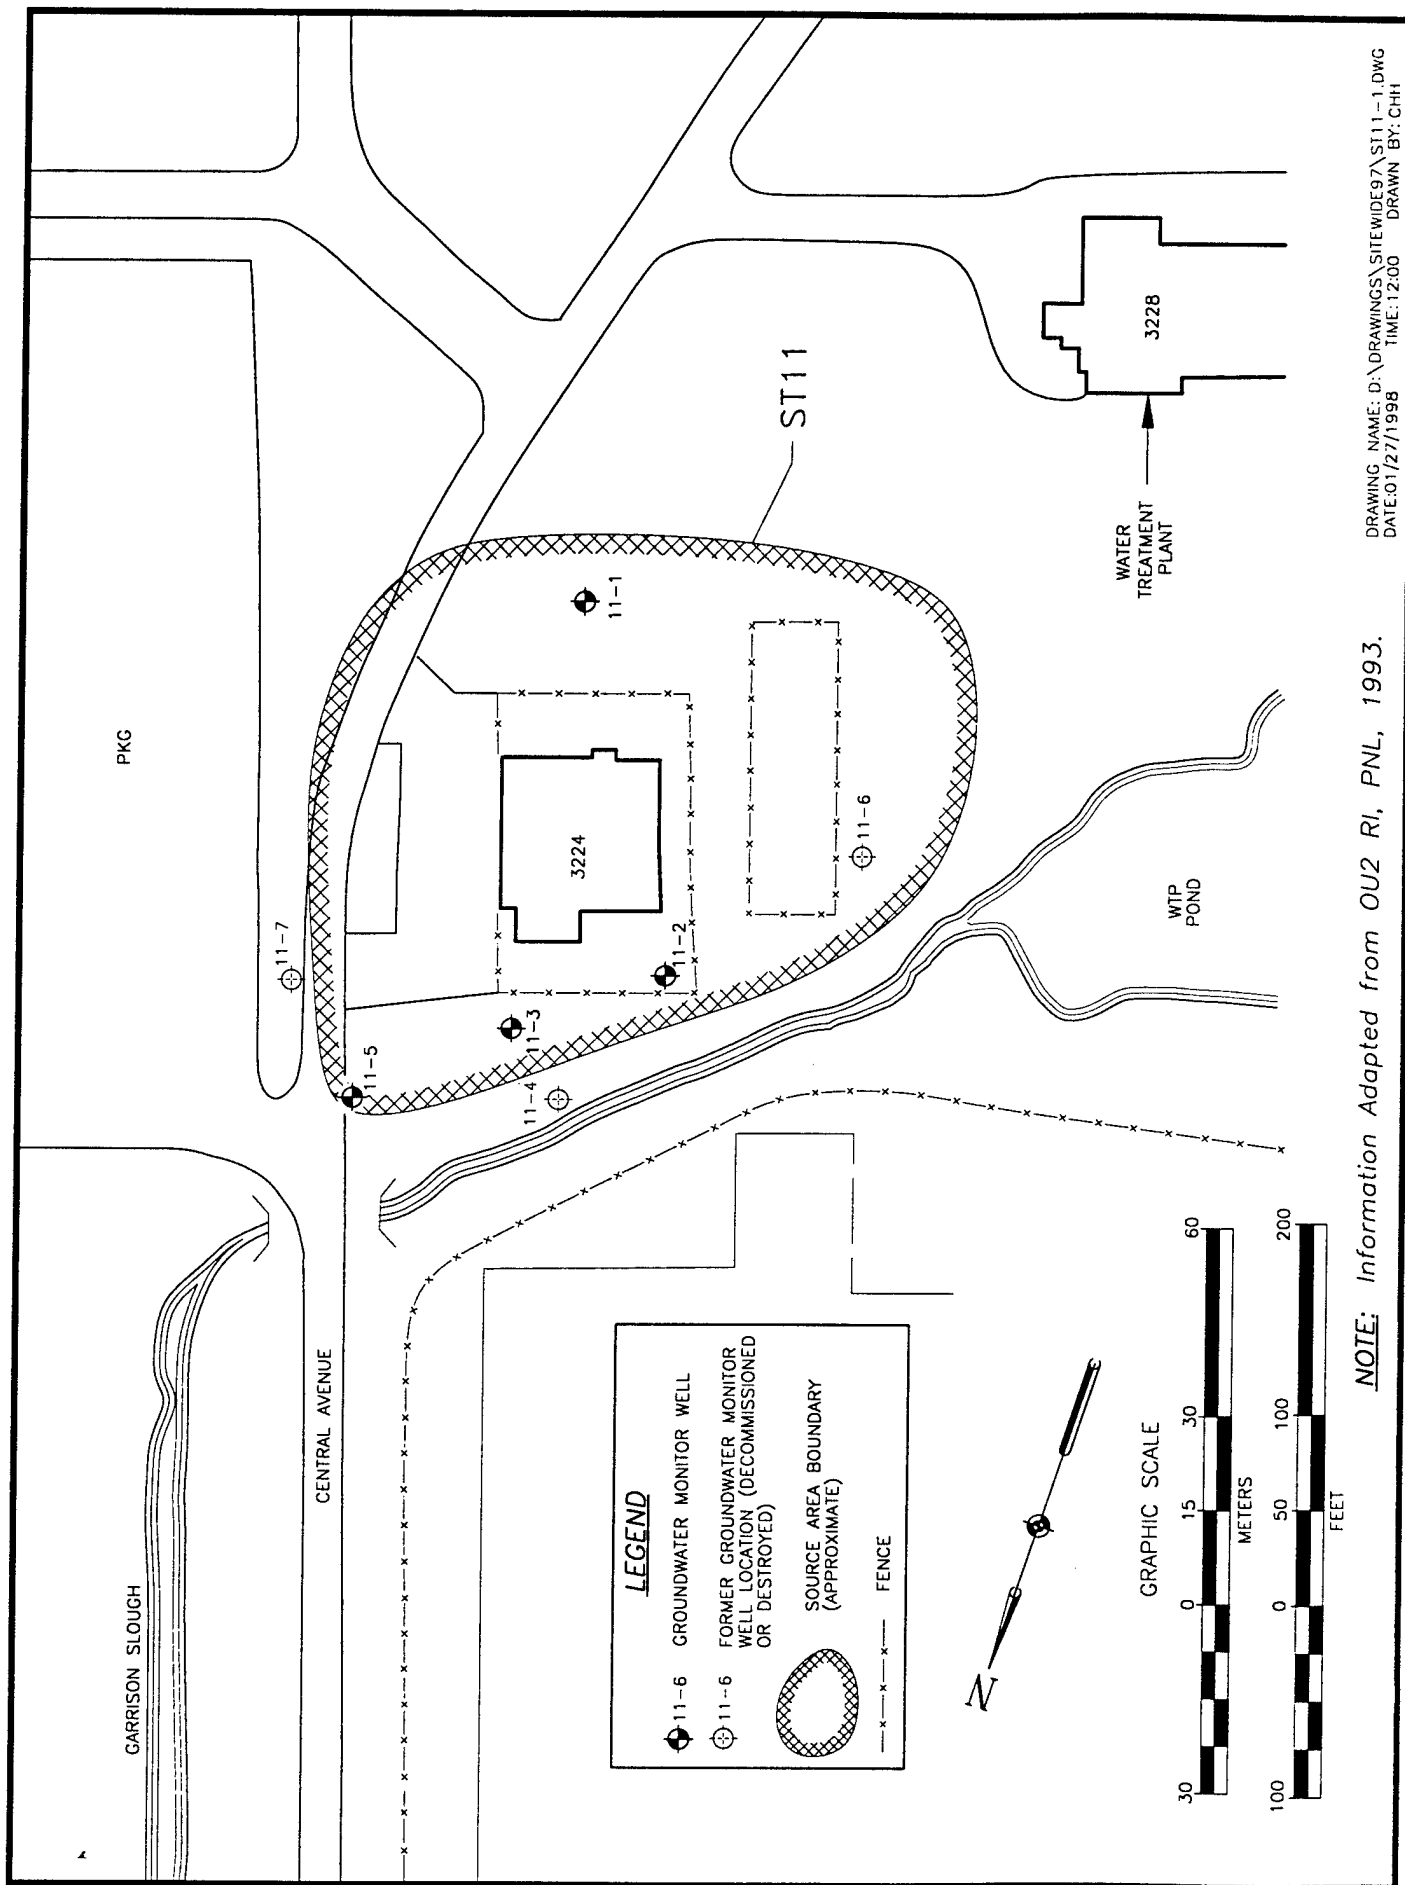 GARRISON SLOUGH
CENTRAL AVENUE
PKG
11-7
11-5
11-3
11-4
11-2
3224
11-1
11-6
ST11
WATER
TREATMENT
PLANT
3228
WTP
POND
LEGEND
11-6 GROUNDWATER MONITOR WELL
11-6 FORMER GROUNDWATER MONITOR
WELL LOCATION (DECOMMISSIONED
OR DESTROYED)
SOURCE AREA BOUNDARY
(APPROXIMATE)
FENCE
N
GRAPHIC SCALE
30 0 15 30 60
METERS
100 0 50 100 200
FEET
NOTE: Information Adapted from OU2 RI, PNL, 1993.
DRAWING NAME: D:\DRAWINGS\SITEWIDE97\ST11-1.DWG
DATE:01/27/1998 TIME:12:00 DRAWN BY: CHH